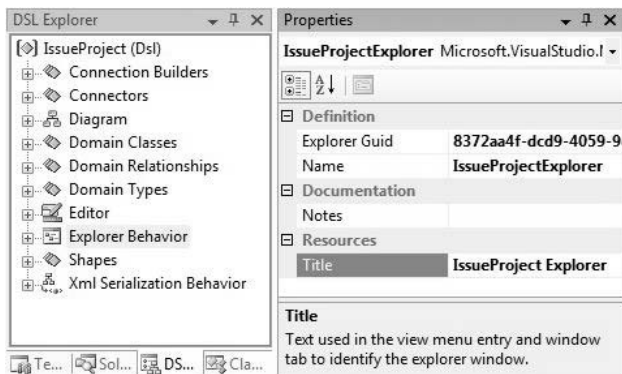 DSL Explorer
IssueProject (Dsl)
Connection Builders
Connectors
Diagram
Domain Classes
Domain Relationships
Domain Types
Editor
Explorer Behavior
Shapes
Xml Serialization Behavior
Te... Sol... DS... Cla...
Properties
IssueProjectExplorer Microsoft.VisualStudio.
Definition
Explorer Guid 8372aa4f-dcd9-4059-9
Name IssueProjectExplorer
Documentation
Notes
Resources
Title IssueProject Explorer
Title
Text used in the view menu entry and window
tab to identify the explorer window.